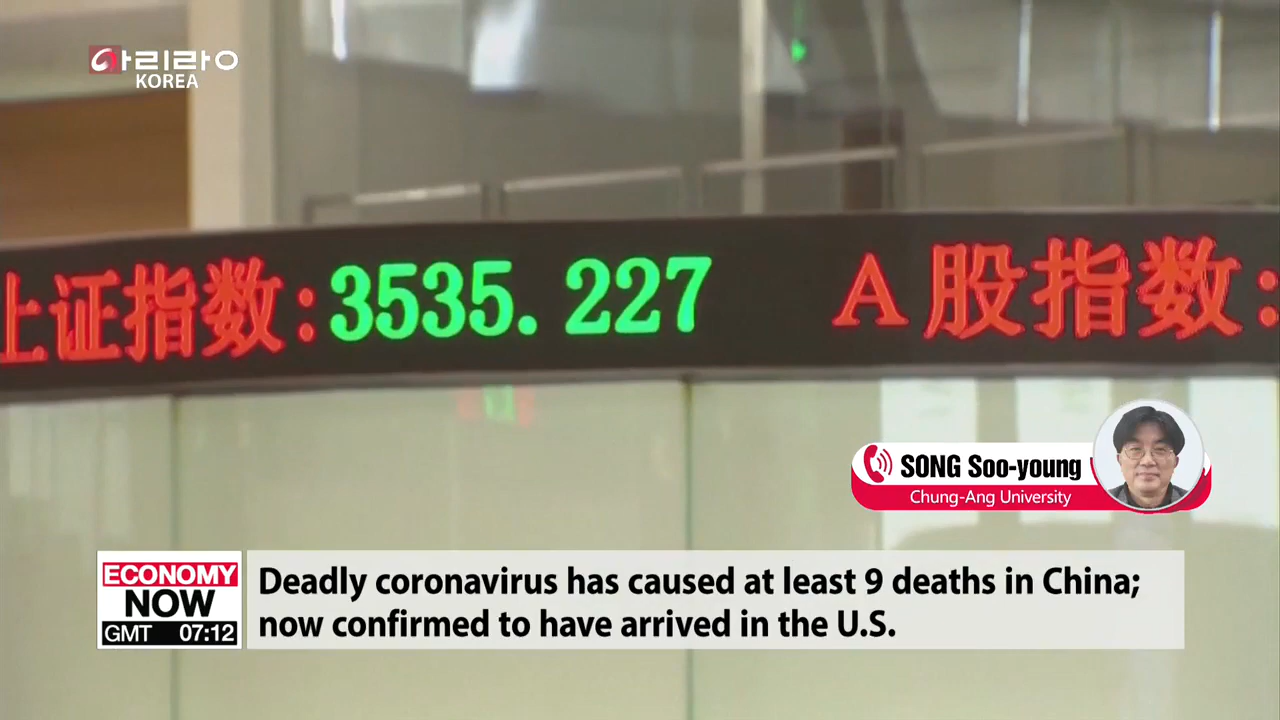 아리랑
KOREA
上证指数:3535.227 A股指数:
SONG Soo-young
Chung-Ang University
ECONOMY
NOW
GMT 07:12
Deadly coronavirus has caused at least 9 deaths in China;
now confirmed to have arrived in the U.S.